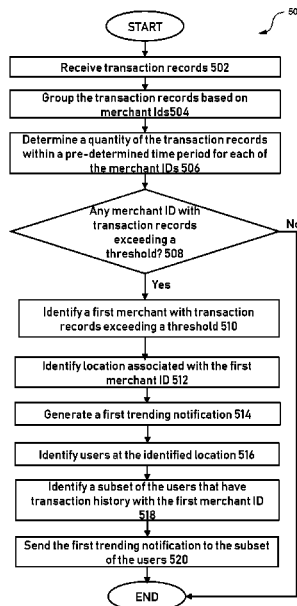 50
START
Receive transaction records 502
Group the transaction records based on
merchant Ids504
Determine a quantity of the transaction records
within a pre-determined time period for each of
the merchant IDs 506
Any merchant ID with
transaction records
exceeding a
threshold? 508
No
Yes
Identify a first merchant with transaction
records exceeding a threshold 510
Identify location associated with the first
merchant ID 512
Generate a first trending notification 514
Identify users at the identified location 516
Identify a subset of the users that have
transaction history with the first merchant ID
518
Send the first trending notification to the subset
of the users 520
END